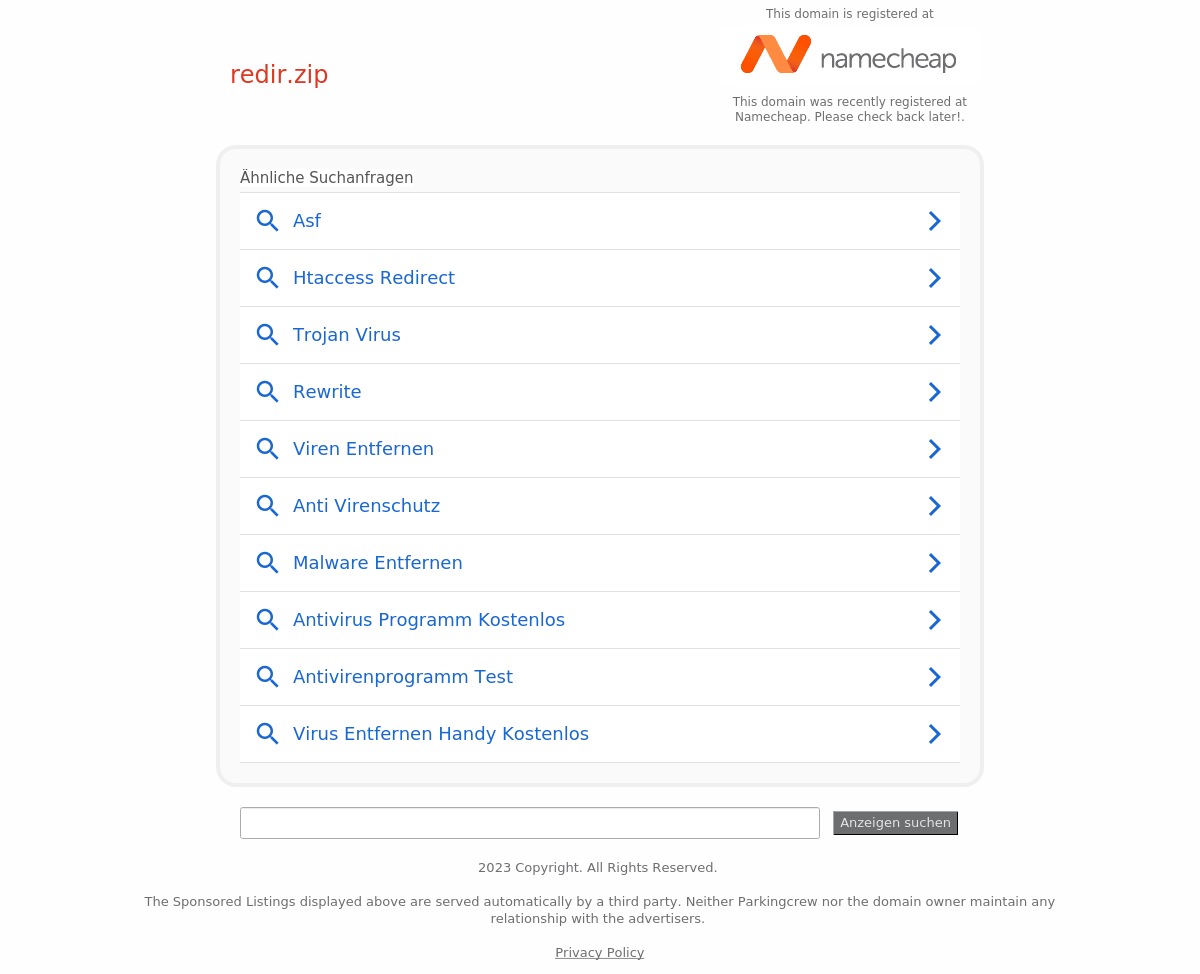 This domain is registered at
namecheap
redir.zip
This domain was recently registered at
Namecheap. Please check back later!.
Ähnliche Suchanfragen
Asf
Htaccess Redirect
Trojan Virus
Rewrite
Viren Entfernen
Anti Virenschutz
Malware Entfernen
Antivirus Programm Kostenlos
Antivirenprogramm Test
Virus Entfernen Handy Kostenlos
Anzeigen suchen
2023 Copyright. All Rights Reserved.
The Sponsored Listings displayed above are served automatically by a third party. Neither Parkingcrew nor the domain owner maintain any
relationship with the advertisers.
Privacy Policy